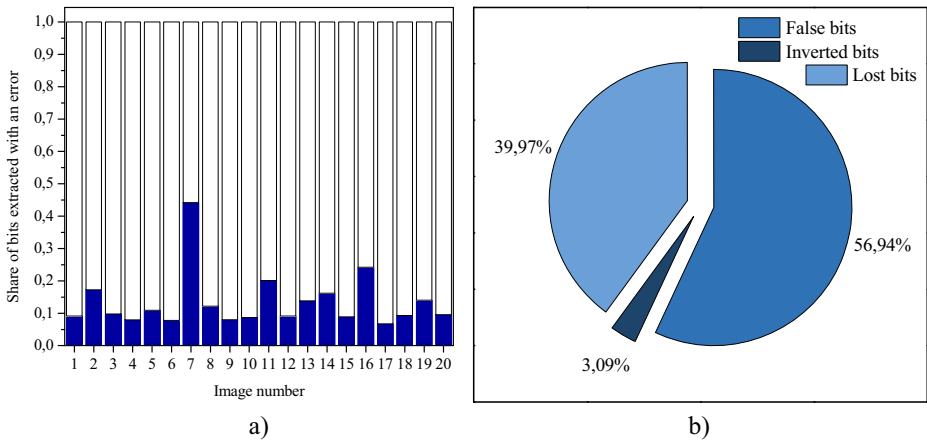 Share of bits extracted with an error
1,0
0,9
0,8
0,7
0,6
0,5
0,4
0,3
0,2
0,1
0,0
1 2 3 4 5 6 7 8 9 10 11 12 13 14 15 16 17 18 19 20
Image number
a)
False bits
Inverted bits
Lost bits
39,97%
56,94%
3,09%
b)